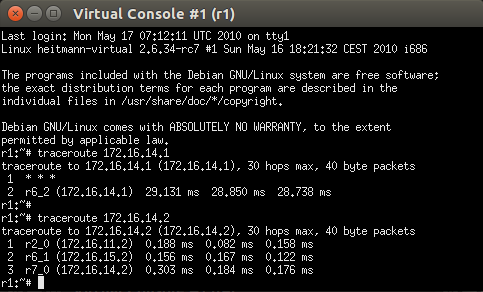 Virtual Console #1 (r1)
Last login: Mon May 17 07:12:11 UTC 2010 on tty1
Linux heitmann-virtual 2.6.34-rc7 #1 Sun May 16 18:21:32 CEST 2010 i686
The programs included with the Debian GNU/Linux system are free software;
the exact distribution terms for each program are described in the
individual files in /usr/share/doc/*/copyright.
Debian GNU/Linux comes with ABSOLUTELY NO WARRANTY, to the extent
permitted by applicable law.
r1:~# traceroute 172.16.14.1
traceroute to 172.16.14.1 (172.16.14.1), 30 hops max, 40 byte packets
1 * * *
2 r6_2 (172.16.14.1) 29.131 ms 28.850 ms 28.738 ms
r1:~#
r1:~# traceroute 172.16.14.2
traceroute to 172.16.14.2 (172.16.14.2), 30 hops max, 40 byte packets
1 r2_0 (172.16.11.2) 0.188 ms 0.082 ms 0.158 ms
2 r6_1 (172.16.15.2) 0.156 ms 0.167 ms 0.122 ms
3 r7_0 (172.16.14.2) 0.303 ms 0.184 ms 0.176 ms
r1:~#